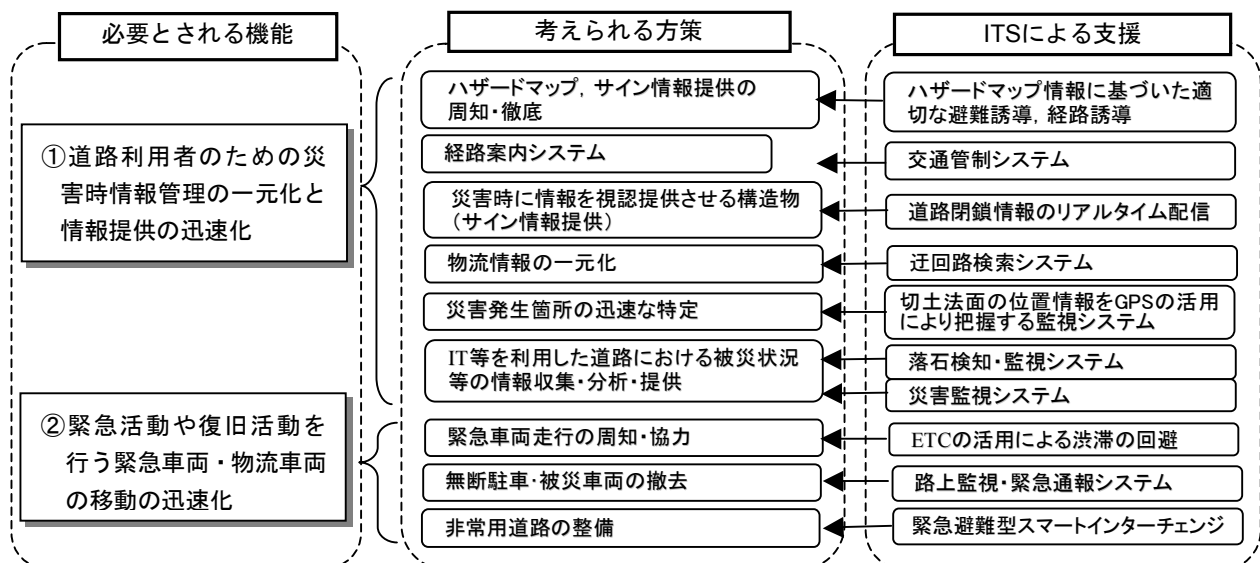 必要とされる機能
①道路利用者のための災
害時情報管理の一元化と
情報提供の迅速化
②緊急活動や復旧活動を
行う緊急車両・物流車両
の移動の迅速化
考えられる方策
ハザードマップ，サイン情報提供の
周知・徹底
経路案内システム
災害時に情報を視認提供させる構造物
（サイン情報提供）
物流情報の一元化
災害発生箇所の迅速な特定
IT等を利用した道路における被災状況
等の情報収集・分析・提供
緊急車両走行の周知・協力
無断駐車・被災車両の撤去
非常用道路の整備
ITSによる支援
ハザードマップ情報に基づいた適
切な避難誘導，経路誘導
交通管制システム
道路閉鎖情報のリアルタイム配信
迂回路検索システム
切土法面の位置情報をGPSの活用
により把握する監視システム
落石検知・監視システム
災害監視システム
ETCの活用による渋滞の回避
路上監視・緊急通報システム
緊急避難型スマートインターチェンジ